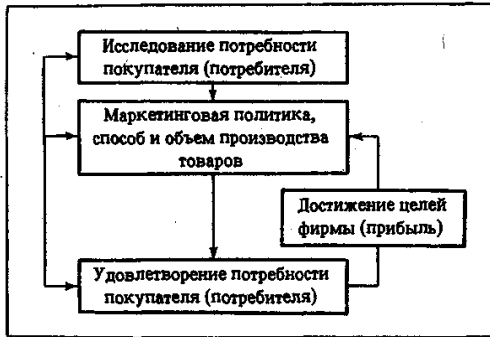 Исследование потребности
покупателя (потребителя)
Маркетинговая политика,
способ и объем производства
товаров
Достижение целей
фирмы (прибыль)
Удовлетворение потребности
покупателя (потребителя)